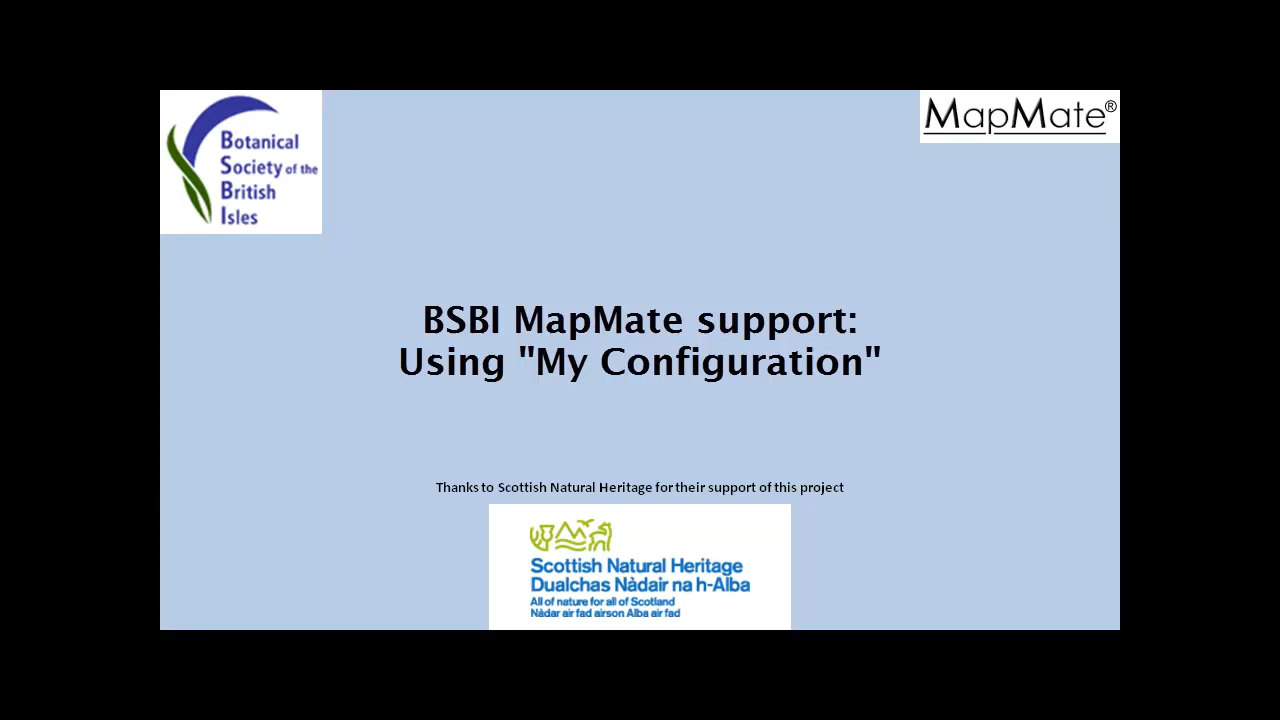 Botanical
Society of the
British
Isles
MapMate®
BSBI MapMate support:
Using "My Configuration"
Thanks to Scottish Natural Heritage for their support of this project
Scottish Natural Heritage
Dualchas Nàdair na h-Alba
All of nature for all of Scotland
Nàdar air fad airson Alba air fad